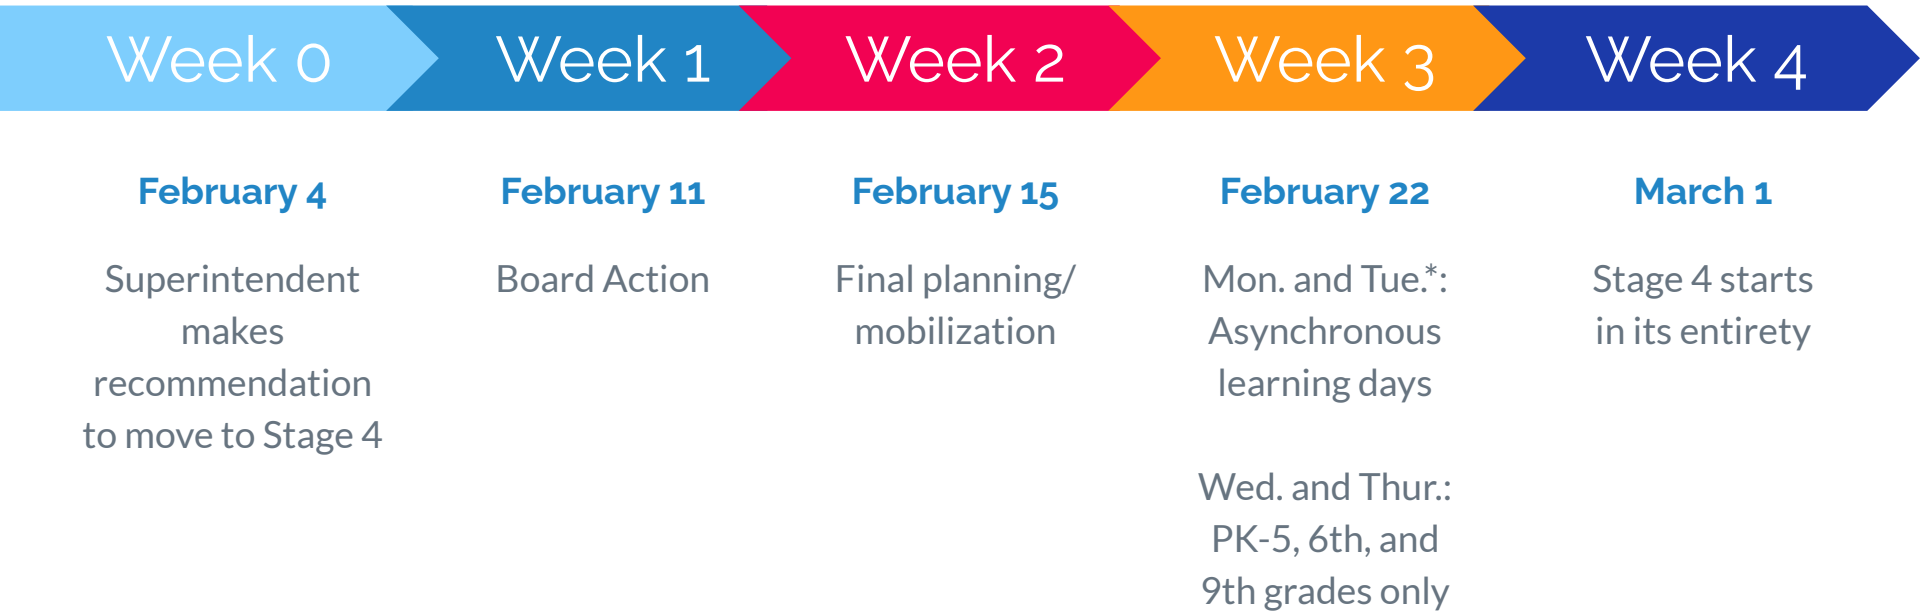 Week 0
Week 1
Week 2
Week 3
Week 4
February 4
Superintendent
makes
recommendation
to move to Stage 4
February 11
Board Action
February 15
Final planning/
mobilization
February 22
Mon. and Tue.*:
Asynchronous
learning days
Wed. and Thur.:
PK-5, 6th, and
9th grades only
March 1
Stage 4 starts
in its entirety